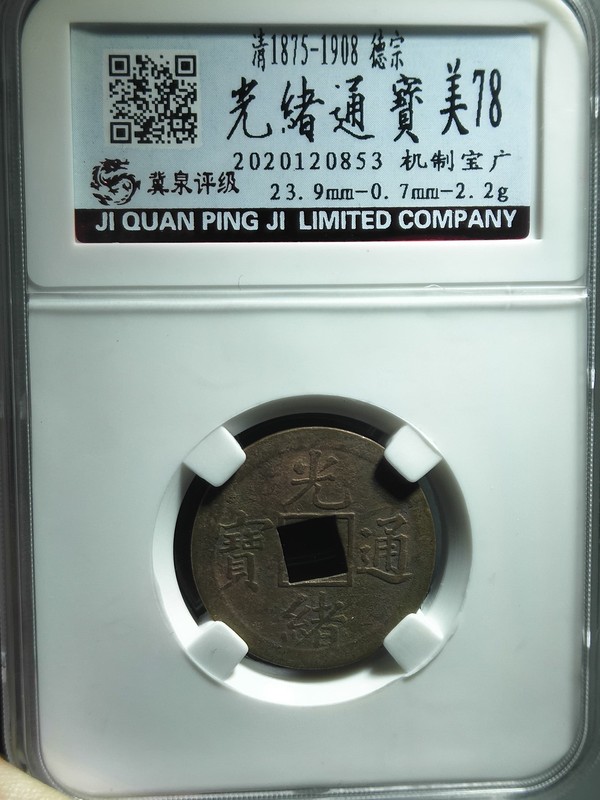 清1875-1908 德宗
光緒通寳 美78
2020120853 机制宝广
冀泉评级 23.9mm-0.7mm-2.2g
JI QUAN PING JI LIMITED COMPANY
光
寶 通
緒